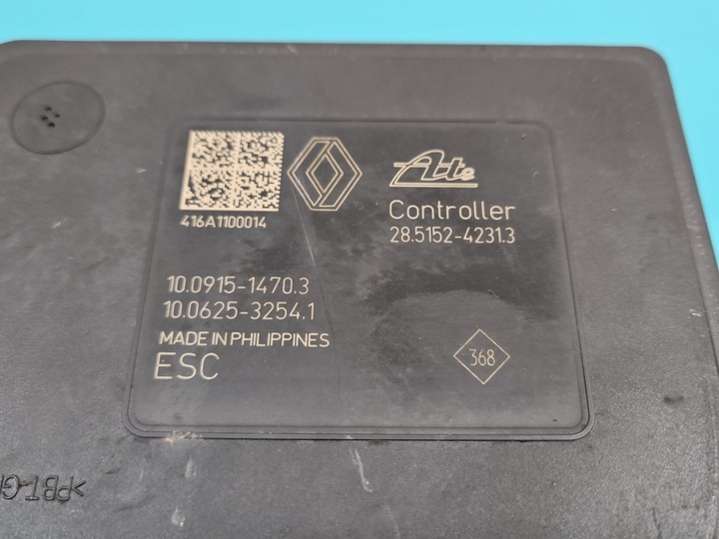 Ate
416A1100014
Controller
28.5152-4231.3
10.0915-1470.3
10.0625-3254.1
MADE IN PHILIPPINES
ESC
368